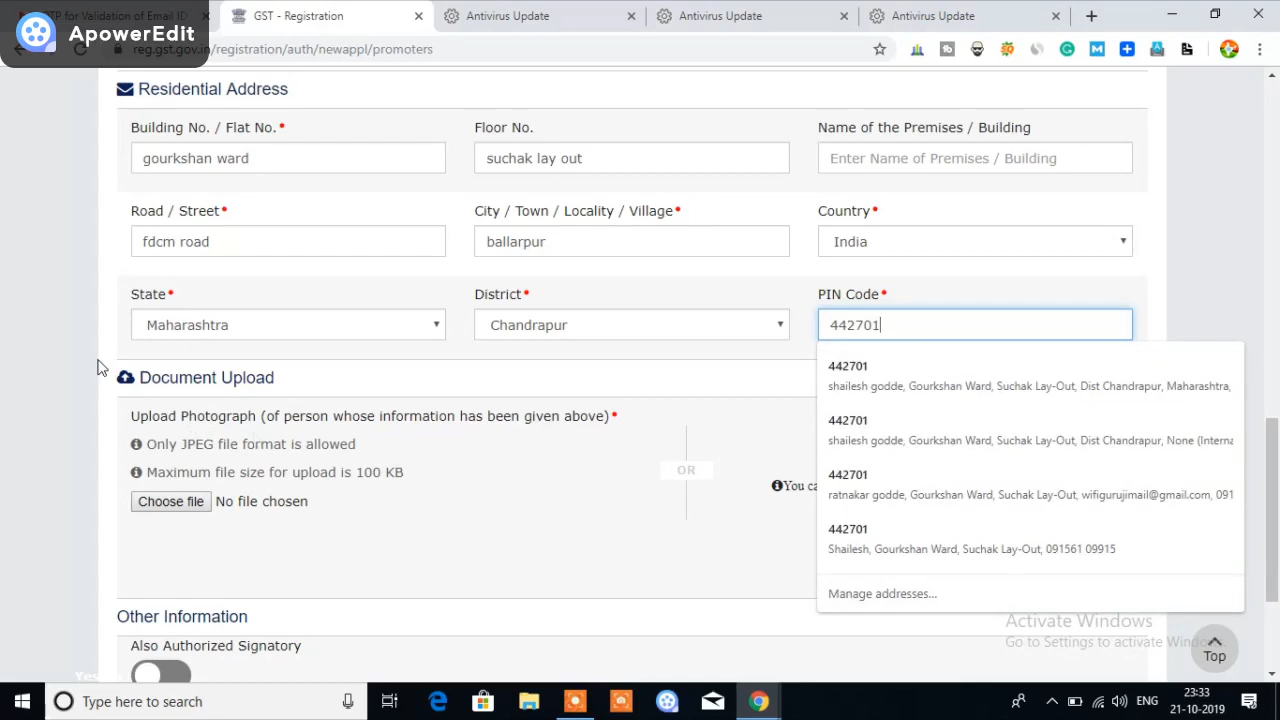 OTP for Validation of Email ID
GST - Registration
Antivirus Update
Antivirus Update
Antivirus Update
ApowerEdit
reg.gst.gov.in/registration/auth/newappl/promoters
Residential Address
Building No. / Flat No.*
Floor No.
Name of the Premises / Building
gourkshan ward
suchak lay out
Enter Name of Premises / Building
Road / Street*
City / Town / Locality / Village*
Country*
fdcm road
ballarpur
India
State*
District*
PIN Code*
Maharashtra
Chandrapur
442701
442701
shailesh godde, Gourkshan Ward, Suchak Lay-Out, Dist Chandrapur, Maharashtra,
442701
shailesh godde, Gourkshan Ward, Suchak Lay-Out, Dist Chandrapur, None (Interna
442701
ratnakar godde, Gourkshan Ward, Suchak Lay-Out, wifigurujimail@gmail.com, 091
442701
Shailesh, Gourkshan Ward, Suchak Lay-Out, 091561 09915
Manage addresses...
Document Upload
Upload Photograph (of person whose information has been given above)*
Only JPEG file format is allowed
Maximum file size for upload is 100 KB
OR
You ca
Choose file No file chosen
Other Information
Also Authorized Signatory
Yes
Activate Windows
Go to Settings to activate Windows.
Top
Type here to search
ENG
23:33
21-10-2019